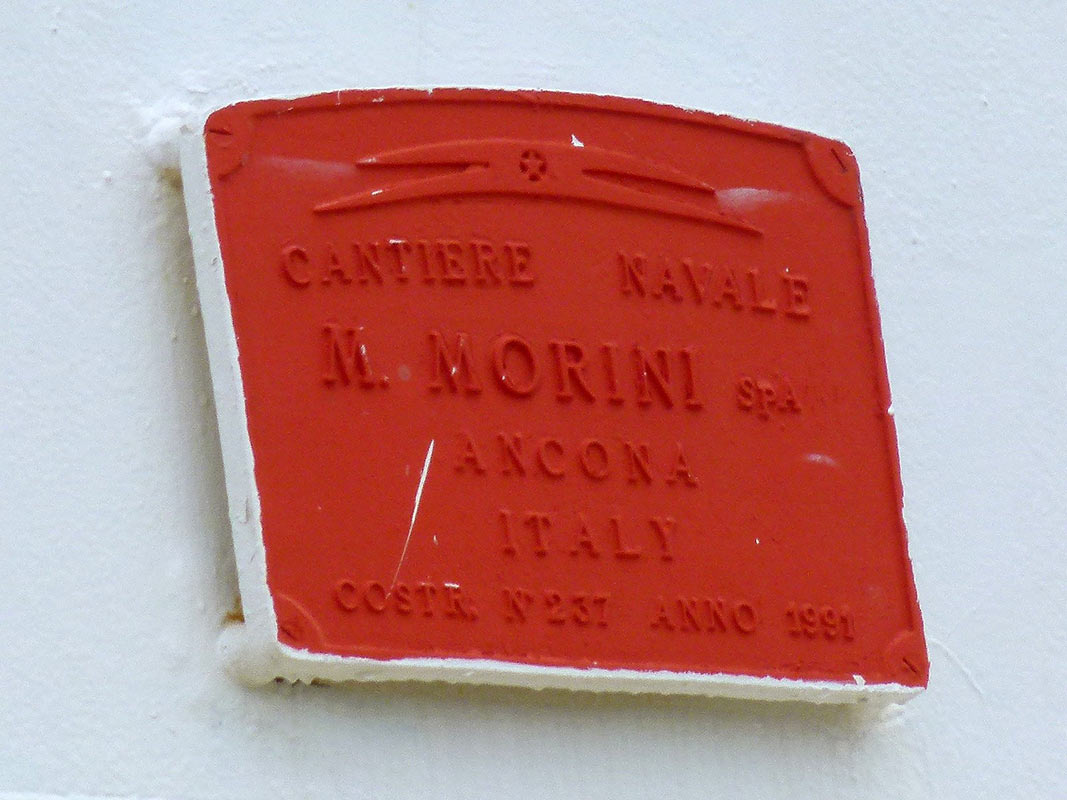 CANTIERE NAVALE
M. MORINI SpA
ANCONA
ITALY
COSTR. N° 237 ANNO 1991